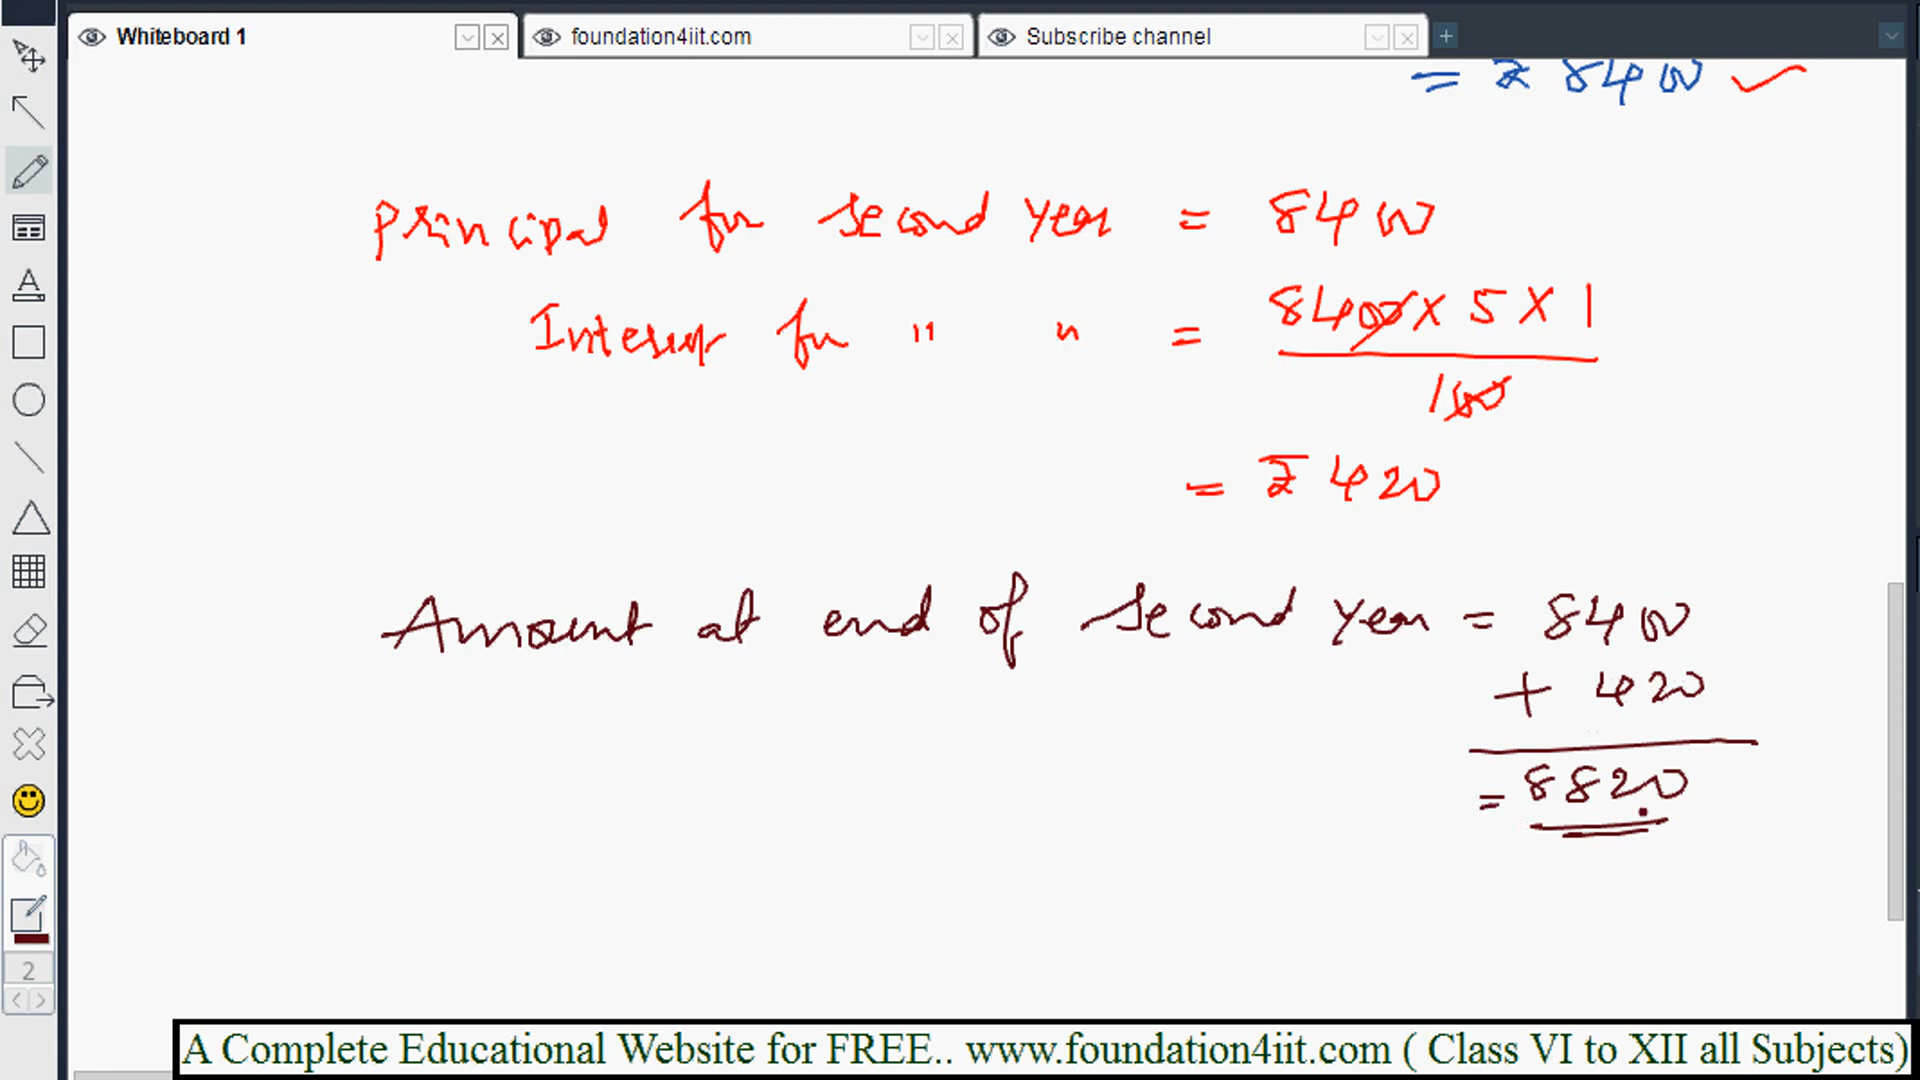 Whiteboard 1 foundation4iit.com Subscribe channel
= ₹ 8400
Principal for second year = 8400
Interest for " " = 8400 X 5 X 1
100
= ₹ 420
Amount at end of second year = 8400
+ 420
= 8820
2
A Complete Educational Website for FREE.. www.foundation4iit.com ( Class VI to XII all Subjects)